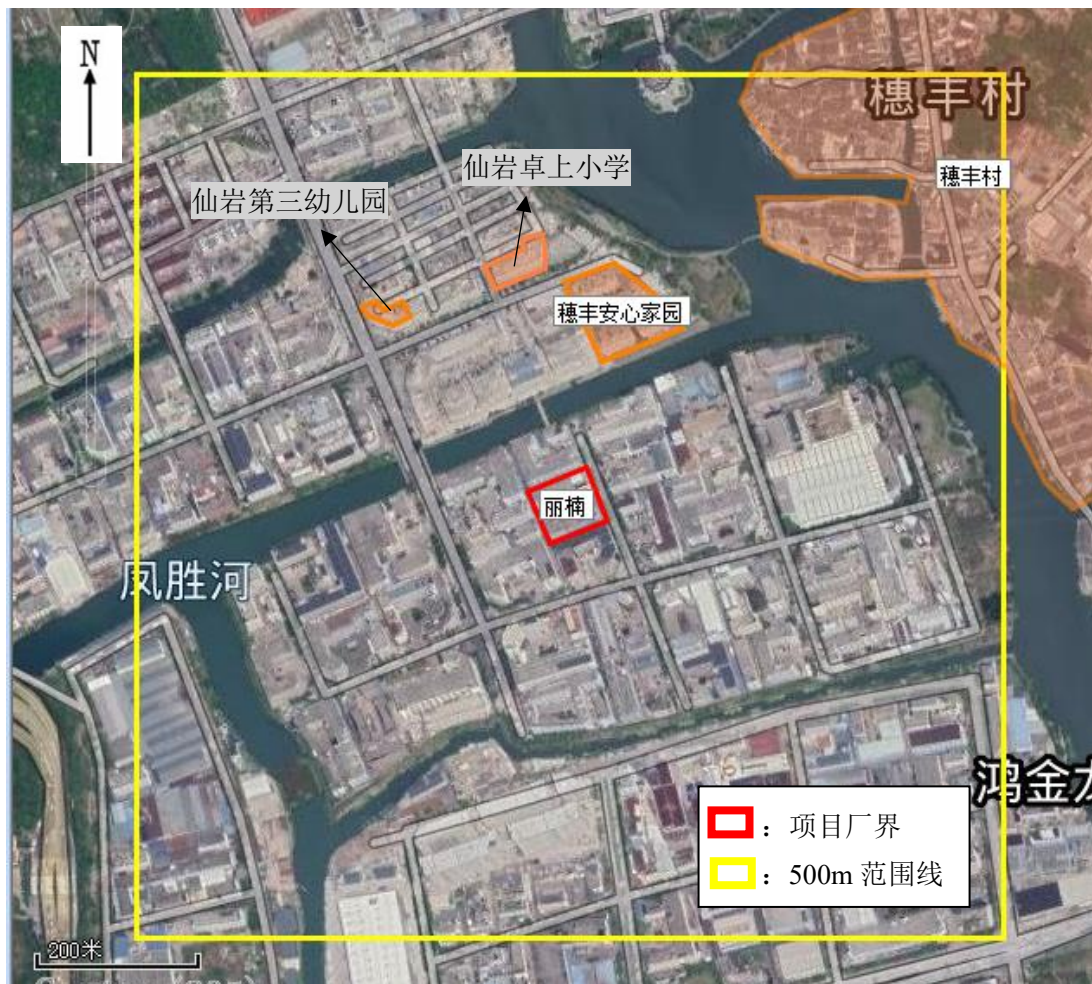 N
穗丰村
仙岩卓上小学
穗丰村
仙岩第三幼儿园
穗丰安心家园
丽楠
凤胜河
鸿金
：项目厂界
：500m 范围线
200米